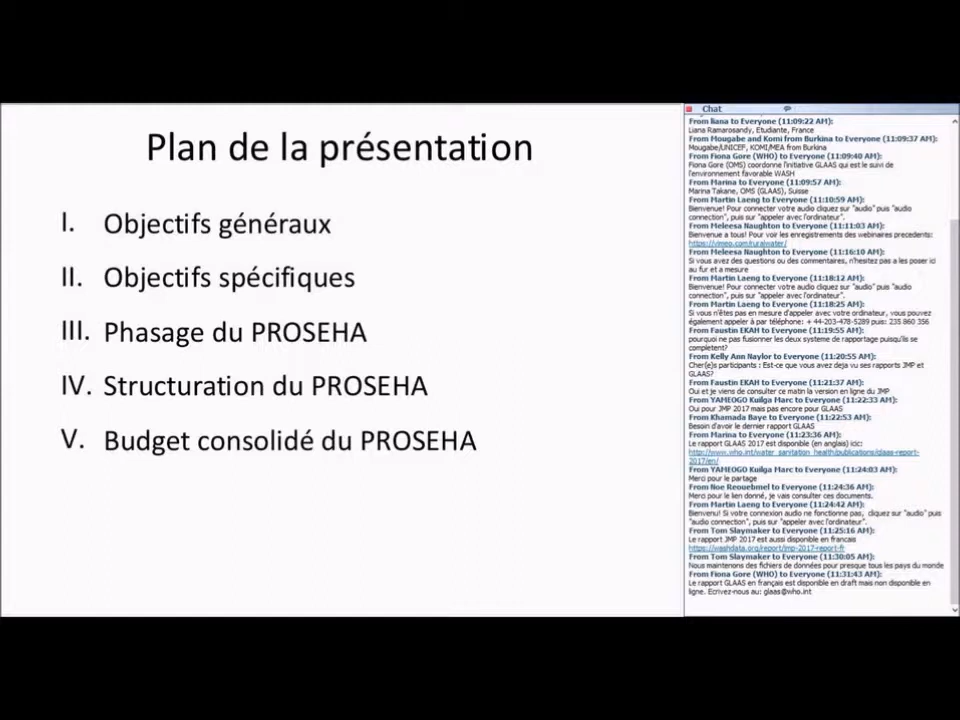 Plan de la présentation
I. Objectifs généraux
II. Objectifs spécifiques
III. Phasage du PROSEHA
IV. Structuration du PROSEHA
V. Budget consolidé du PROSEHA
Chat
From liana to Everyone (11:09:22 AM):
Liana Ramarosandy, Etudiante, France
From Mougabe and Komi from Burkina to Everyone (11:09:37 AM):
Mougabe/UNICEF, KOMI/MEA from Burkina
From Fiona Gore (WHO) to Everyone (11:09:40 AM):
Fiona Gore (OMS) coordonne l'initiative GLAAS qui est le suivi de
l'environnement favorable WASH
From Marina to Everyone (11:09:57 AM):
Marina Takane, OMS (GLAAS), Suisse
From Martin Laeng to Everyone (11:10:59 AM):
Bienvenue! Pour connecter votre audio cliquez sur "audio" puis "audio
connection", puis sur "appeler avec l'ordinateur".
From Meleesa Naughton to Everyone (11:11:03 AM):
Bienvenue a tous! Pour voir les enregistrements des webinaires precedents:
https://vimeo.com/ruralwater/
From Meleesa Naughton to Everyone (11:16:10 AM):
Si vous avez des questions ou des commentaires, n'hesitez pas a les poser ici
au fur et a mesure
From Martin Laeng to Everyone (11:18:12 AM):
Bienvenue! Pour connecter votre audio cliquez sur "audio" puis "audio
connection", puis sur "appeler avec l'ordinateur".
From Martin Laeng to Everyone (11:18:25 AM):
Si vous n'êtes pas en mesure d'appeler avec votre ordinateur, vous pouvez
également appeler à par téléphone: + 44-203-478-5289 puis: 235 860 356
From Faustin EKAH to Everyone (11:19:55 AM):
pourquoi ne pas fusionner les deux systeme de rapportage puisqu'ils se
completent?
From Kelly Ann Naylor to Everyone (11:20:55 AM):
Cher(e)s participants : Est-ce que vous avez deja vu ses rapports JMP et
GLAAS?
From Faustin EKAH to Everyone (11:21:37 AM):
Oui et je viens de consulter ce matin la version en ligne du JMP
From YAMEOGO Kuilga Marc to Everyone (11:22:33 AM):
Oui pour JMP 2017 mais pas encore pour GLAAS
From Khamada Baye to Everyone (11:22:53 AM):
Besoin d'avoir le dernier rapport GLAAS
From Marina to Everyone (11:23:36 AM):
Le rapport GLAAS 2017 est disponible (en anglais) icic:
http://www.who.int/water_sanitation_health/publications/glaas-report-
2017/en/
From YAMEOGO Kuilga Marc to Everyone (11:24:03 AM):
Merci pour le partage
From Noe Reouebmel to Everyone (11:24:36 AM):
Merci pour le lien donné, je vais consulter ces documents.
From Martin Laeng to Everyone (11:24:42 AM):
Bienvenu! Si votre connexion audio ne fonctionne pas, cliquez sur "audio" puis
"audio connection", puis sur "appeler avec l'ordinateur".
From Tom Slaymaker to Everyone (11:25:16 AM):
Le rapport JMP 2017 est aussi disponible en francais
https://washdata.org/report/jmp-2017-report-fr
From Tom Slaymaker to Everyone (11:30:05 AM):
Nous maintenons des fichiers de données pour presque tous les pays du monde
From Fiona Gore (WHO) to Everyone (11:31:43 AM):
Le rapport GLAAS en français est disponible en draft mais non disponible en
ligne. Ecrivez-nous au: glaas@who.int